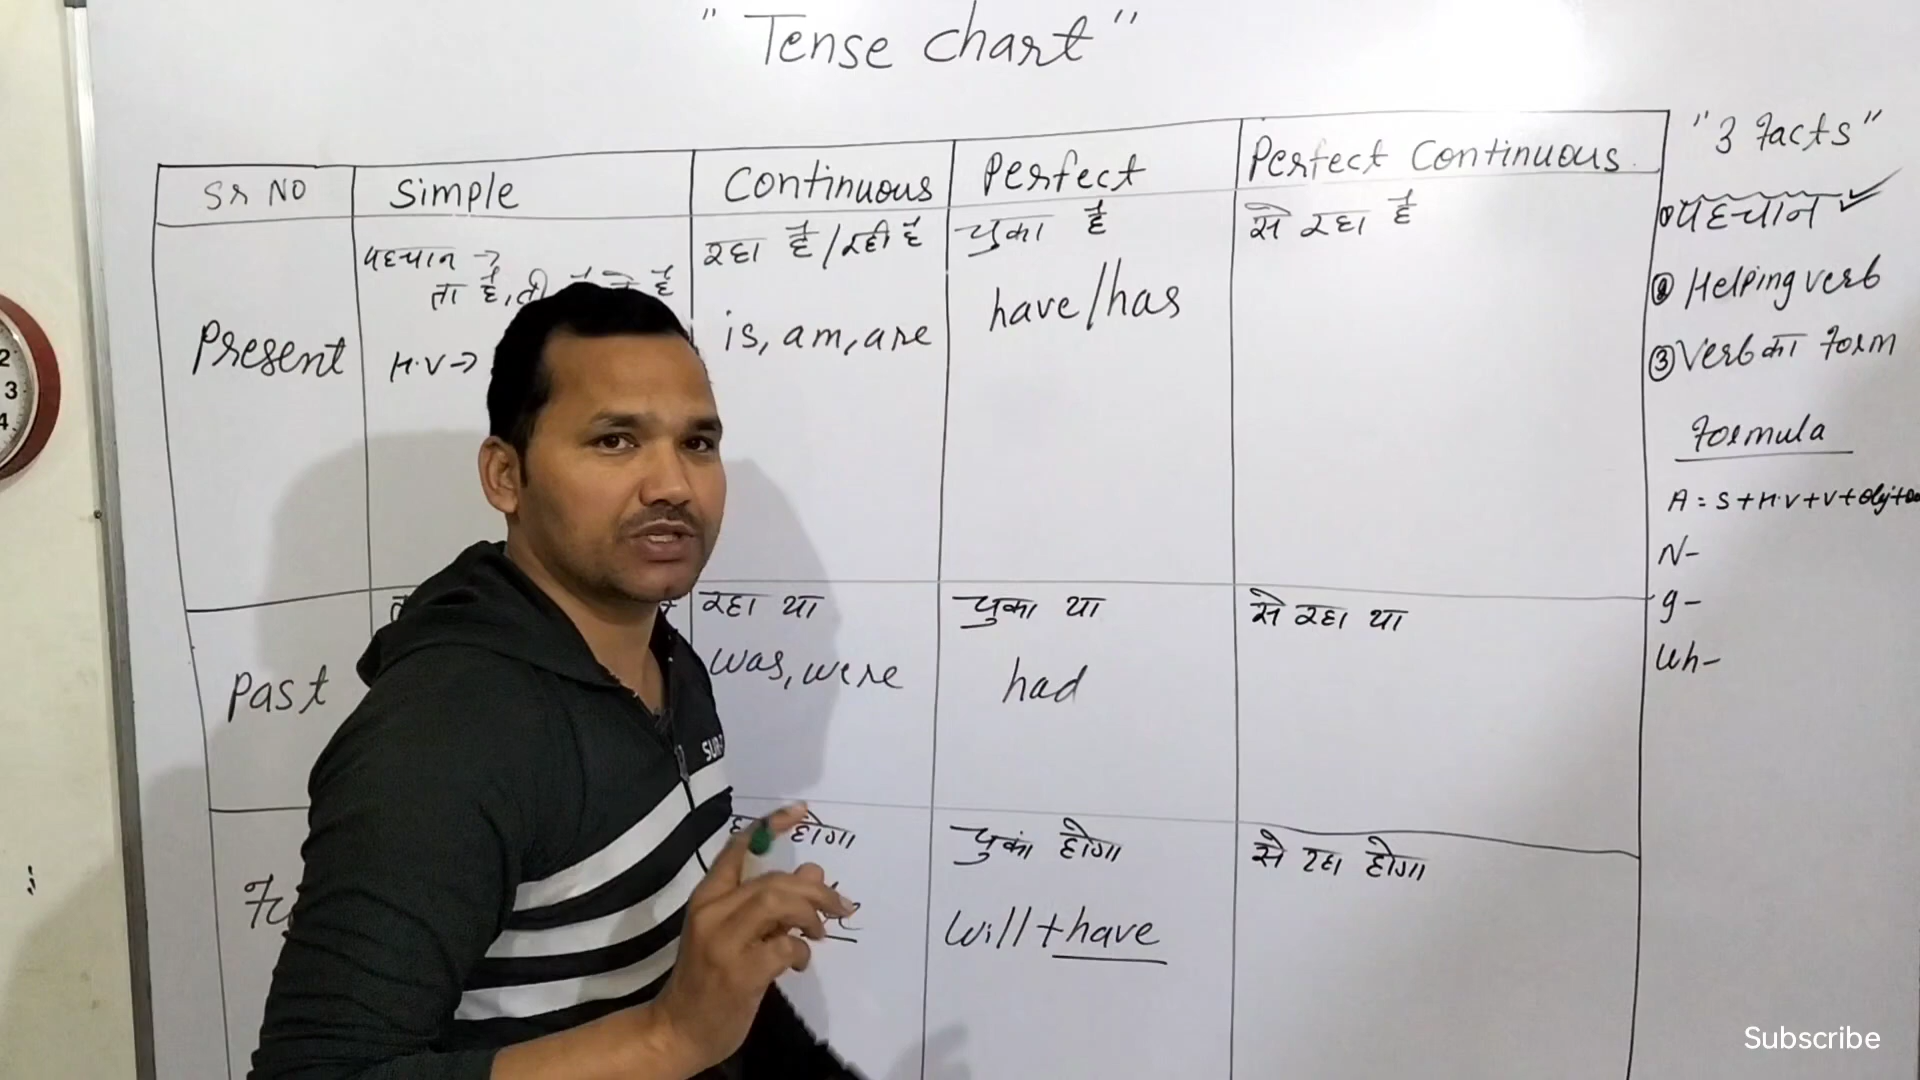 " Tense chart "
Sr NO
Simple
Continuous
Perfect
Perfect Continuous
"3 Facts"
Present
पहचान →
ता है,
H.V →
रहा है/रही है
is, am, are
चुका है
have/has
से रहा है
① पहचान ✓
② Helping verb
③ Verb का Form
Formula
A = S+H.V+V+obj+
N-
g-
Wh-
Past
रहा था
was, were
चुका था
had
से रहा था
होगा
चुका होगा
will+have
से रहा होगा
Subscribe